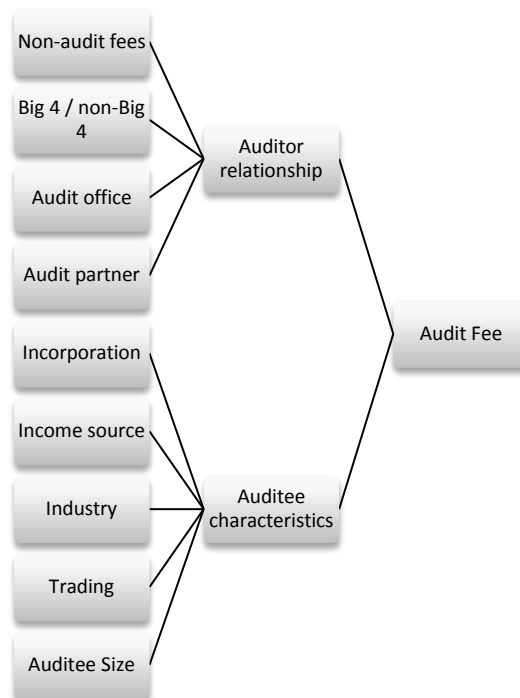 Non-audit fees
Big 4 / non-Big
4
Audit office
Audit partner
Incorporation
Income source
Industry
Trading
Auditee Size
Auditor
relationship
Auditee
characteristics
Audit Fee